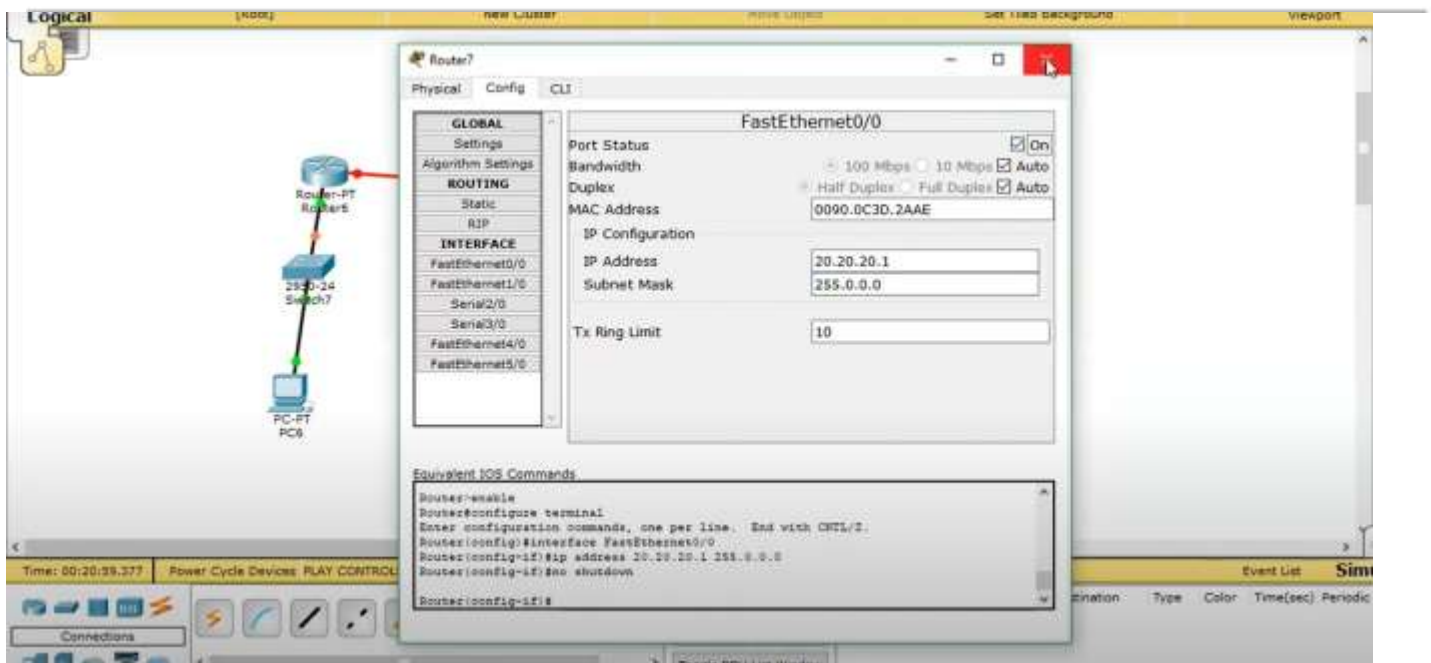 Logical
[Root]
New Cluster
Move Object
Set Tiled Background
Viewport
Router7
Physical Config CLI
GLOBAL
Settings
Algorithm Settings
ROUTING
Static
RIP
INTERFACE
FastEthernet0/0
FastEthernet1/0
Serial2/0
Serial3/0
FastEthernet4/0
FastEthernet5/0
FastEthernet0/0
Port Status On
Bandwidth 100 Mbps 10 Mbps Auto
Duplex Half Duplex Full Duplex Auto
MAC Address 0090.0C3D.2AAE
IP Configuration
IP Address 20.20.20.1
Subnet Mask 255.0.0.0
Tx Ring Limit 10
Router-PT
Router6
2950-24
Switch7
PC-PT
PC6
Equivalent IOS Commands
Router>enable
Router#configure terminal
Enter configuration commands, one per line. End with CNTL/Z.
Router(config)#interface FastEthernet0/0
Router(config-if)#ip address 20.20.20.1 255.0.0.0
Router(config-if)#no shutdown
Router(config-if)#
Time: 00:20:59.377 Power Cycle Devices PLAY CONTROL
Event List
Connections
Type Color Time(sec) Periodic